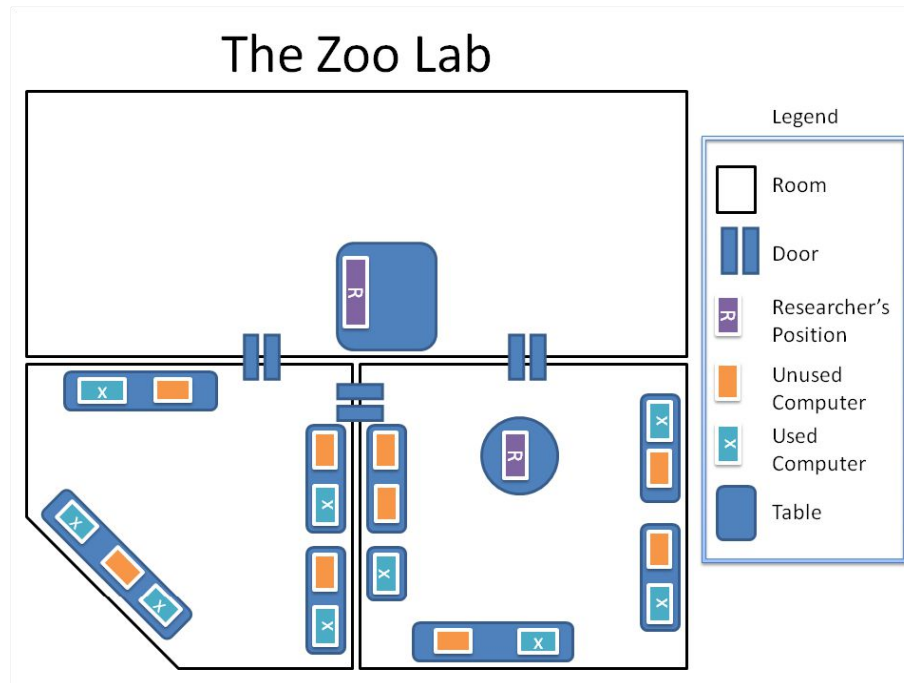 The Zoo Lab
Legend
Room
Door
R
Researcher's
Position
R
X
Unused
Computer
X
X
Used
Computer
R
X
X
X
Table
X
X
X
X
X